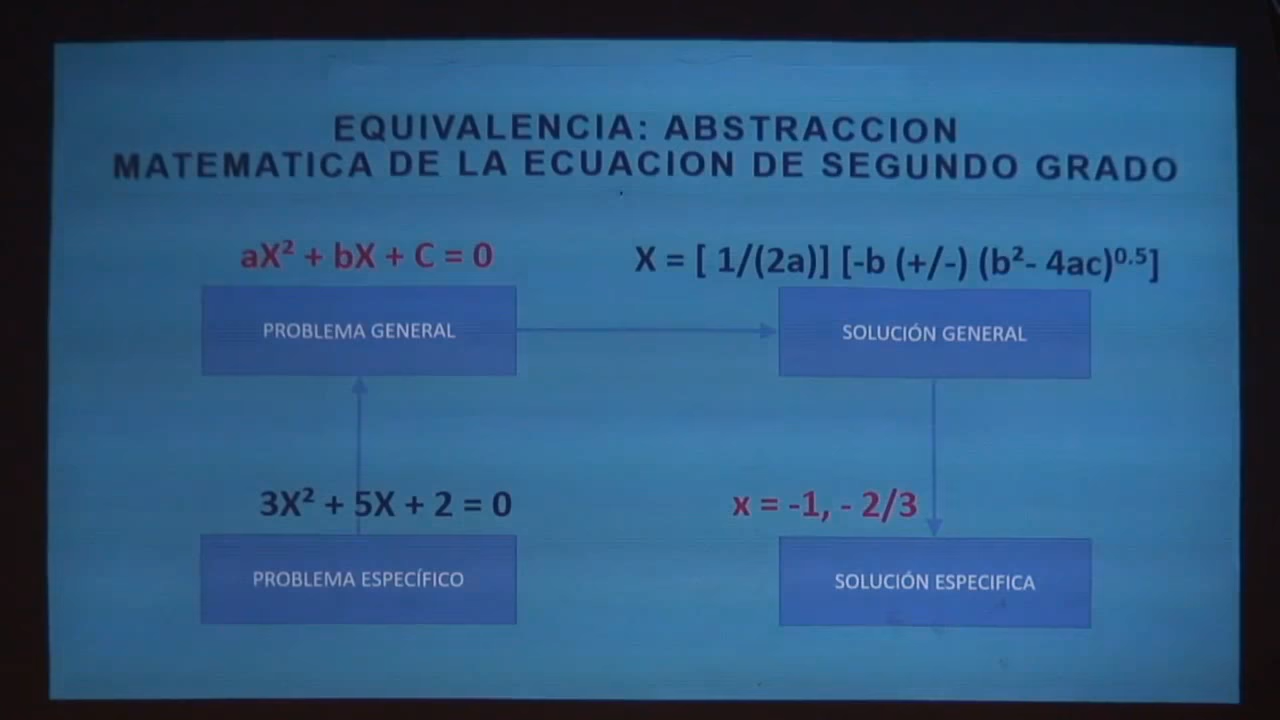 EQUIVALENCIA: ABSTRACCION
MATEMATICA DE LA ECUACION DE SEGUNDO GRADO
aX² + bX + C = 0
X = [ 1/(2a)] [-b (+/-) (b²- 4ac)⁰·⁵]
PROBLEMA GENERAL
SOLUCIÓN GENERAL
3X² + 5X + 2 = 0
x = -1, - 2/3
PROBLEMA ESPECÍFICO
SOLUCIÓN ESPECIFICA